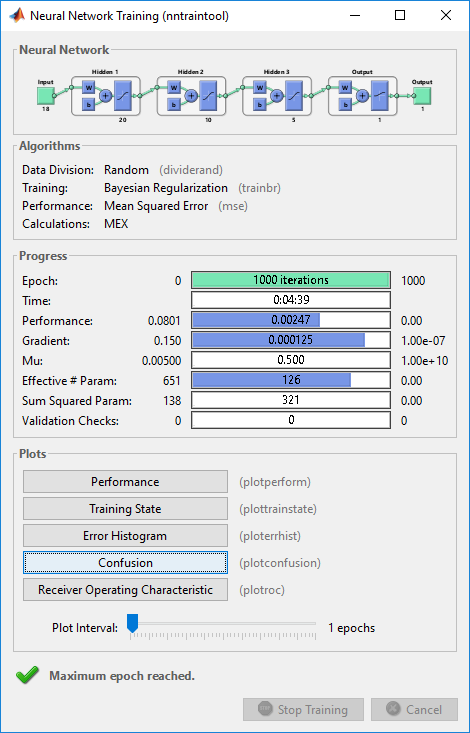 Neural Network Training (nntraintool)
Neural Network
Hidden 1 Hidden 2 Hidden 3 Output
Input Output
W W W W
+ + + +
b b b b
18 20 10 5 1 1
Algorithms
Data Division: Random (dividerand)
Training: Bayesian Regularization (trainbr)
Performance: Mean Squared Error (mse)
Calculations: MEX
Progress
Epoch: 0 1000 iterations 1000
Time: 0:04:39
Performance: 0.0801 0.00247 0.00
Gradient: 0.150 0.000125 1.00e-07
Mu: 0.00500 0.500 1.00e+10
Effective # Param: 651 126 0.00
Sum Squared Param: 138 321 0.00
Validation Checks: 0 0 0
Plots
Performance (plotperform)
Training State (plottrainstate)
Error Histogram (ploterrhist)
Confusion (plotconfusion)
Receiver Operating Characteristic (plotroc)
Plot Interval: 1 epochs
Maximum epoch reached.
Stop Training Cancel